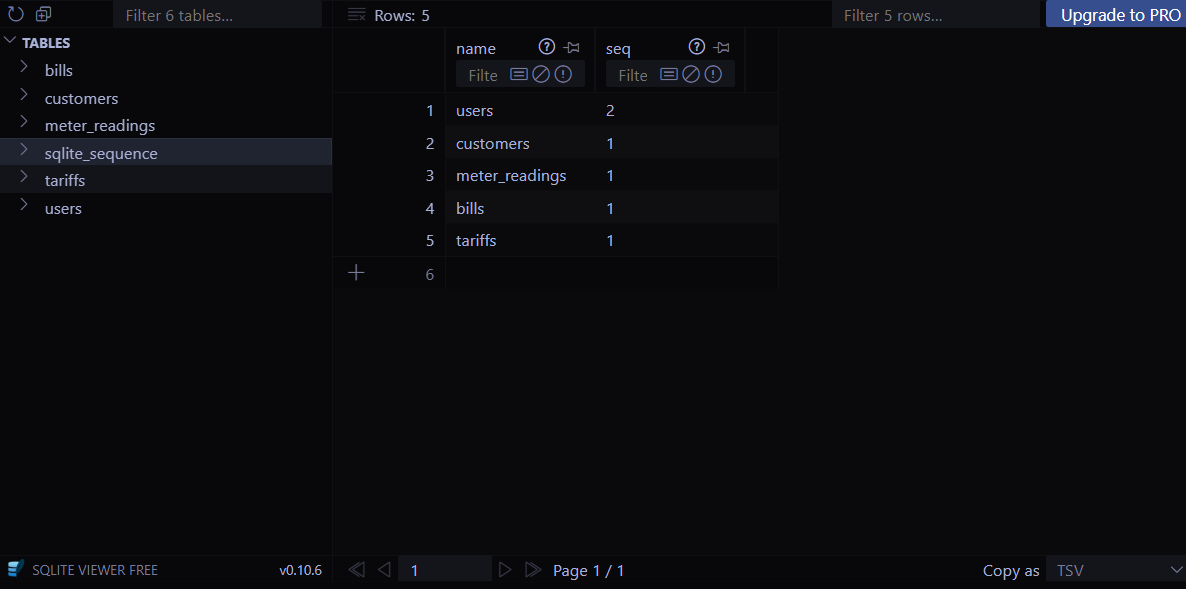 Filter 6 tables...
Rows: 5
Filter 5 rows...
Upgrade to PRO
TABLES
bills
customers
meter_readings
sqlite_sequence
tariffs
users
name seq
Filte Filte
1 users 2
2 customers 1
3 meter_readings 1
4 bills 1
5 tariffs 1
6
SQLITE VIEWER FREE v0.10.6
1 Page 1 / 1
Copy as TSV